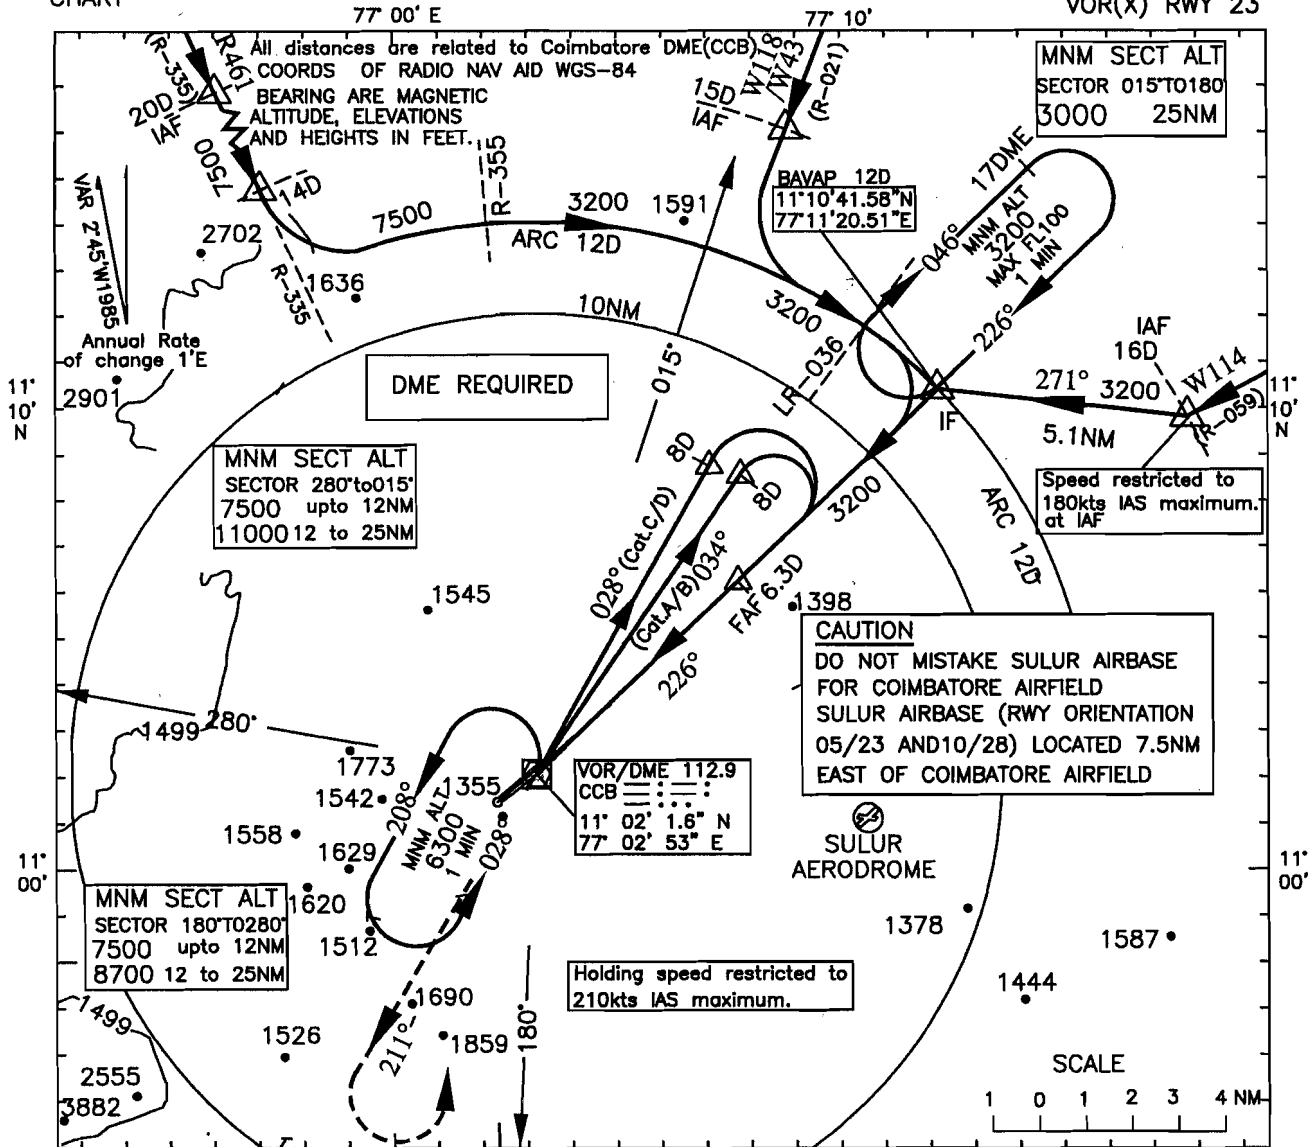 CHART
VOR(X) RWY 23
77° 00' E
77° 10'
All distances are related to Coimbatore DME(CCB)
COORDS OF RADIO NAV AID WGS-84
BEARING ARE MAGNETIC
ALTITUDE, ELEVATIONS
AND HEIGHTS IN FEET.
R461
(R-335)
20D
IAF
7500
14D
R-335
W118
/W43
(R-021)
15D
IAF
MNM SECT ALT
SECTOR 015°TO180°
3000 25NM
VAR 2°45'W1985
Annual Rate
of change 1'E
2702
1636
2901
7500
R-355
3200
ARC 12D
1591
BAVAP 12D
11°10'41.58"N
77°11'20.51"E
17DME
046°
MNM ALT
3200
MAX FL100
1 MIN
226°
10NM
3200
015°
LR-036
IAF
16D
W114
(R-059)
271° 3200
5.1NM
IF
11°
10'
N
11°
10'
N
DME REQUIRED
MNM SECT ALT
SECTOR 280°to015°
7500 upto 12NM
11000 12 to 25NM
8D
8D
3200
Speed restricted to
180kts IAS maximum.
at IAF
ARC 12D
028° (Cat.C/D)
(Cat.A/B) 034°
FAF 6.3D
226°
1545
1398
CAUTION
DO NOT MISTAKE SULUR AIRBASE
FOR COIMBATORE AIRFIELD
SULUR AIRBASE (RWY ORIENTATION
05/23 AND10/28) LOCATED 7.5NM
EAST OF COIMBATORE AIRFIELD
280°
1499
1773
1542
1558
1629
1620
1512
1355
208°
MNM ALT
6300
1 MIN
028°
VOR/DME 112.9
CCB
11° 02' 1.6" N
77° 02' 53" E
SULUR
AERODROME
11°
00'
11°
00'
MNM SECT ALT
SECTOR 180°TO280°
7500 upto 12NM
8700 12 to 25NM
1378
1587
1444
Holding speed restricted to
210kts IAS maximum.
1690
1859
211°
180°
1499
1526
2555
3882
SCALE
1 0 1 2 3 4 NM